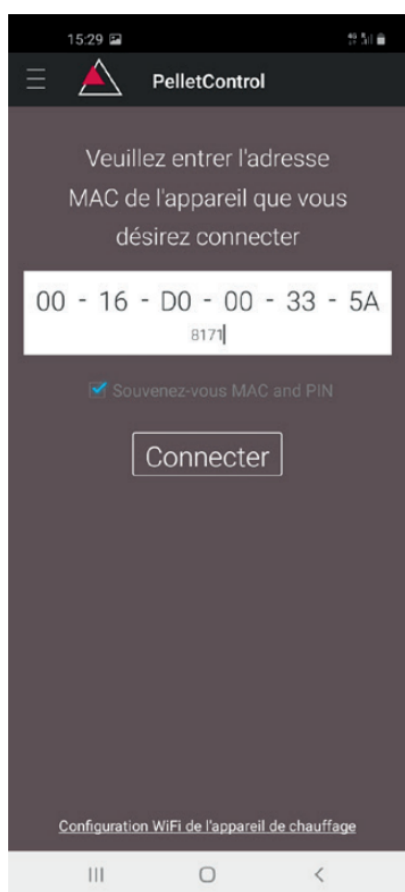 15:29
PelletControl
Veuillez entrer l'adresse
MAC de l'appareil que vous
désirez connecter
00 - 16 - D0 - 00 - 33 - 5A
8171
Souvenez-vous MAC and PIN
Connecter
Configuration WiFi de l'appareil de chauffage